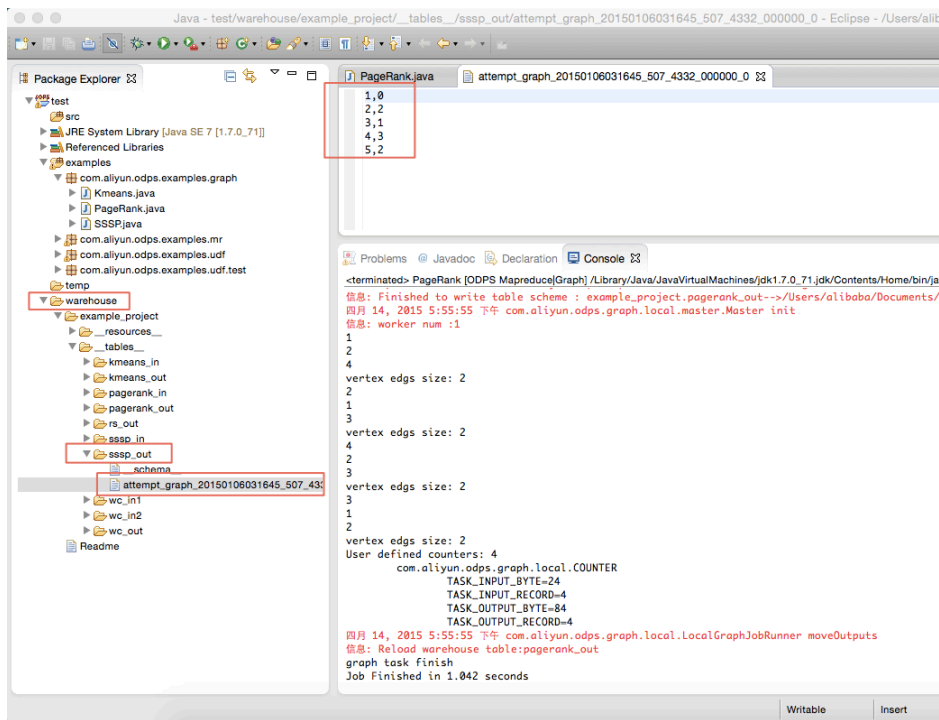 Java - test/warehouse/example_project/__tables__/sssp_out/attempt_graph_20150106031645_507_4332_000000_0 - Eclipse - /Users/alib
Package Explorer
test
src
JRE System Library [Java SE 7 [1.7.0_71]]
Referenced Libraries
examples
com.aliyun.odps.examples.graph
Kmeans.java
PageRank.java
SSSP.java
com.aliyun.odps.examples.mr
com.aliyun.odps.examples.udf
com.aliyun.odps.examples.udf.test
temp
warehouse
example_project
__resources__
__tables__
kmeans_in
kmeans_out
pagerank_in
pagerank_out
rs_out
sssp_in
sssp_out
__schema__
attempt_graph_20150106031645_507_433
wc_in1
wc_in2
wc_out
Readme
PageRank.java attempt_graph_20150106031645_507_4332_000000_0
1,0
2,2
3,1
4,3
5,2
Problems @ Javadoc Declaration Console
<terminated> PageRank [ODPS Mapreduce|Graph] /Library/Java/JavaVirtualMachines/jdk1.7.0_71.jdk/Contents/Home/bin/ja
信息: Finished to write table scheme : example_project.pagerank_out-->/Users/alibaba/Documents/
四月 14, 2015 5:55:55 下午 com.aliyun.odps.graph.local.master.Master init
信息: worker num :1
1
2
4
vertex edgs size: 2
2
1
3
vertex edgs size: 2
4
2
3
vertex edgs size: 2
3
1
2
vertex edgs size: 2
User defined counters: 4
com.aliyun.odps.graph.local.COUNTER
TASK_INPUT_BYTE=24
TASK_INPUT_RECORD=4
TASK_OUTPUT_BYTE=84
TASK_OUTPUT_RECORD=4
四月 14, 2015 5:55:55 下午 com.aliyun.odps.graph.local.LocalGraphJobRunner moveOutputs
信息: Reload warehouse table:pagerank_out
graph task finish
Job Finished in 1.042 seconds
Writable Insert